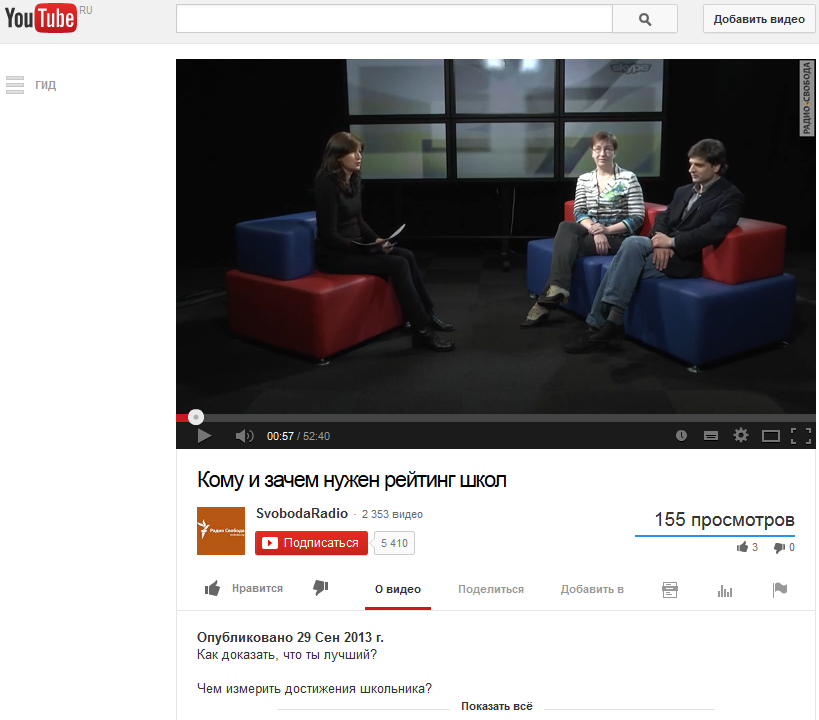 YouTube RU
Добавить видео
ГИД
skype
РАДИО СВОБОДА
00:57 / 52:40
Кому и зачем нужен рейтинг школ
Радио Свобода
SvobodaRadio · 2 353 видео
Подписаться 5 410
155 просмотров
3 0
Нравится
О видео
Поделиться
Добавить в
Опубликовано 29 Сен 2013 г.
Как доказать, что ты лучший?
Чем измерить достижения школьника?
Показать всё